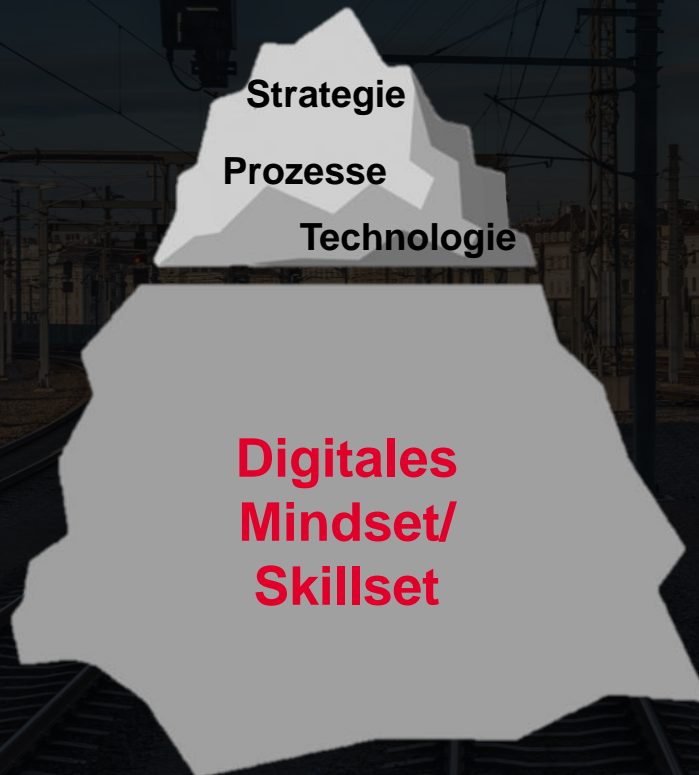 Strategie
Prozesse
Technologie
Digitales
Mindset/
Skillset